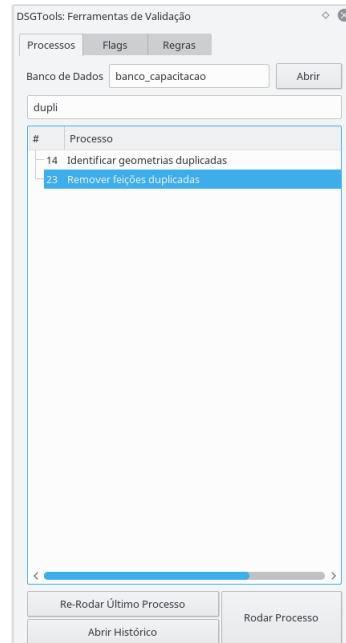 DSGTools: Ferramentas de Validação
Processos Flags Regras
Banco de Dados banco_capacitacao Abrir
dupli
# Processo
14 Identificar geometrias duplicadas
23 Remover feições duplicadas
Re-Rodar Último Processo
Rodar Processo
Abrir Histórico